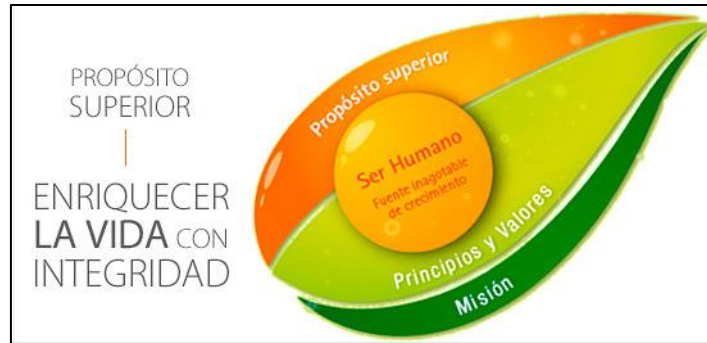 PROPÓSITO
SUPERIOR
ENRIQUECER
LA VIDA CON
INTEGRIDAD
Propósito superior
Ser Humano
Fuente inagotable
de crecimiento
Principios y Valores
Misión